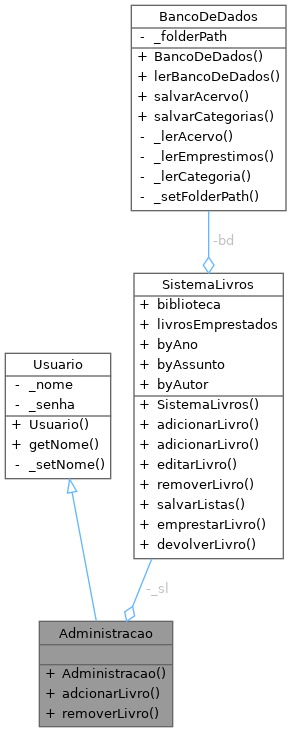 BancoDeDados
- _folderPath
+ BancoDeDados()
+ lerBancoDeDados()
+ salvarAcervo()
+ salvarCategorias()
- _lerAcervo()
- _lerEmprestimos()
- _lerCategoria()
- _setFolderPath()
-bd
SistemaLivros
+ biblioteca
+ livrosEmprestados
+ byAno
+ byAssunto
+ byAutor
+ SistemaLivros()
+ adicionarLivro()
+ adicionarLivro()
+ editarLivro()
+ removerLivro()
+ salvarListas()
+ emprestarLivro()
+ devolverLivro()
Usuario
- _nome
- _senha
+ Usuario()
+ getNome()
- _setNome()
-_sl
Administracao
+ Administracao()
+ adcionarLivro()
+ removerLivro()